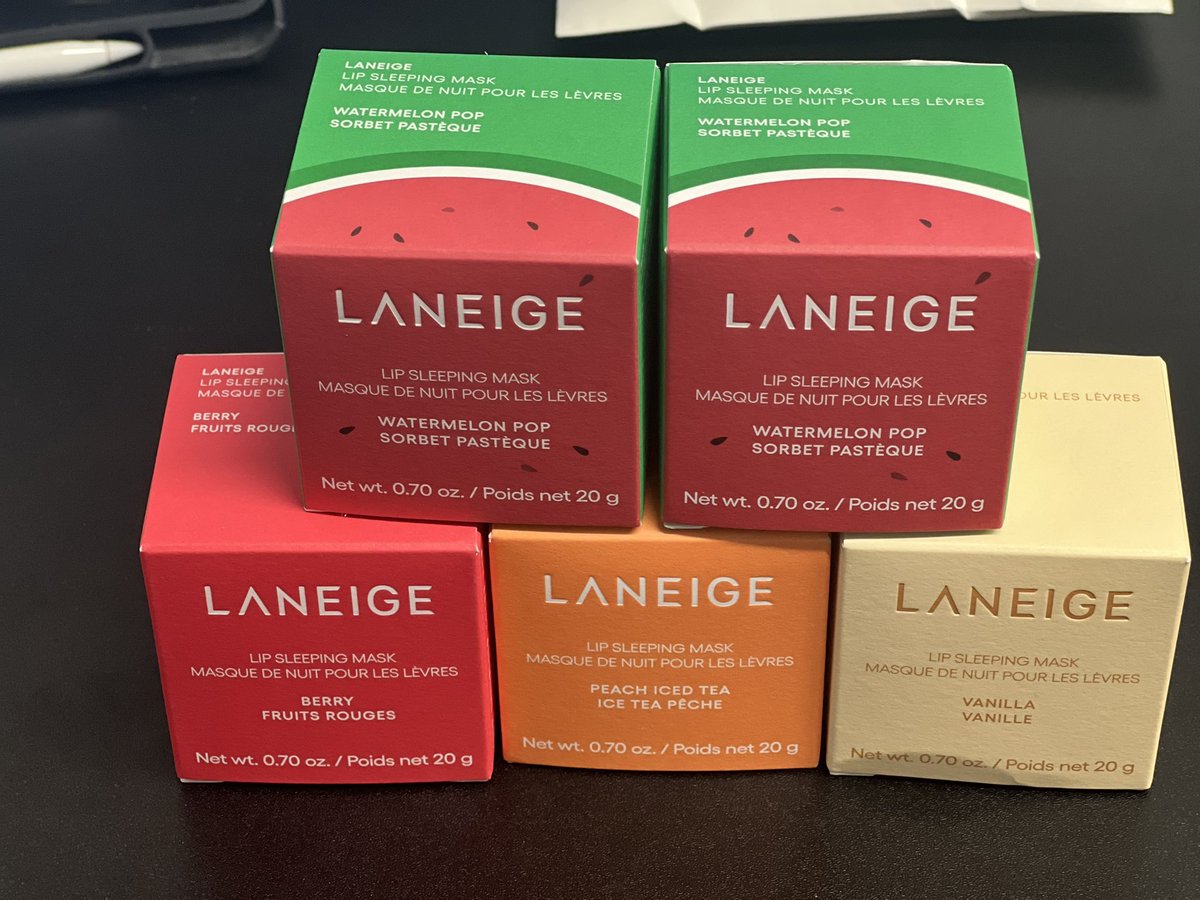 LANEIGE
LIP SLEEPING MASK
MASQUE DE NUIT POUR LES LÈVRES
WATERMELON POP
SORBET PASTÈQUE
LANEIGE
LIP SLEEPING MASK
MASQUE DE NUIT POUR LES LÈVRES
WATERMELON POP
SORBET PASTÈQUE
Net wt. 0.70 oz. / Poids net 20 g
LANEIGE
LIP SLEEPING MASK
MASQUE DE NUIT POUR LES LÈVRES
WATERMELON POP
SORBET PASTÈQUE
LANEIGE
LIP SLEEPING MASK
MASQUE DE NUIT POUR LES LÈVRES
WATERMELON POP
SORBET PASTÈQUE
Net wt. 0.70 oz. / Poids net 20 g
LANEIGE
LIP SLEEPING
MASQUE DE
BERRY
FRUITS ROUG
LANEIGE
LIP SLEEPING MASK
MASQUE DE NUIT POUR LES LÈVRES
BERRY
FRUITS ROUGES
Net wt. 0.70 oz. / Poids net 20 g
LANEIGE
LIP SLEEPING MASK
MASQUE DE NUIT POUR LES LÈVRES
PEACH ICED TEA
ICE TEA PÊCHE
Net wt. 0.70 oz. / Poids net 20 g
OUR LES LÈVRES
LANEIGE
LIP SLEEPING MASK
MASQUE DE NUIT POUR LES LÈVRES
VANILLA
VANILLE
Net wt. 0.70 oz. / Poids net 20 g